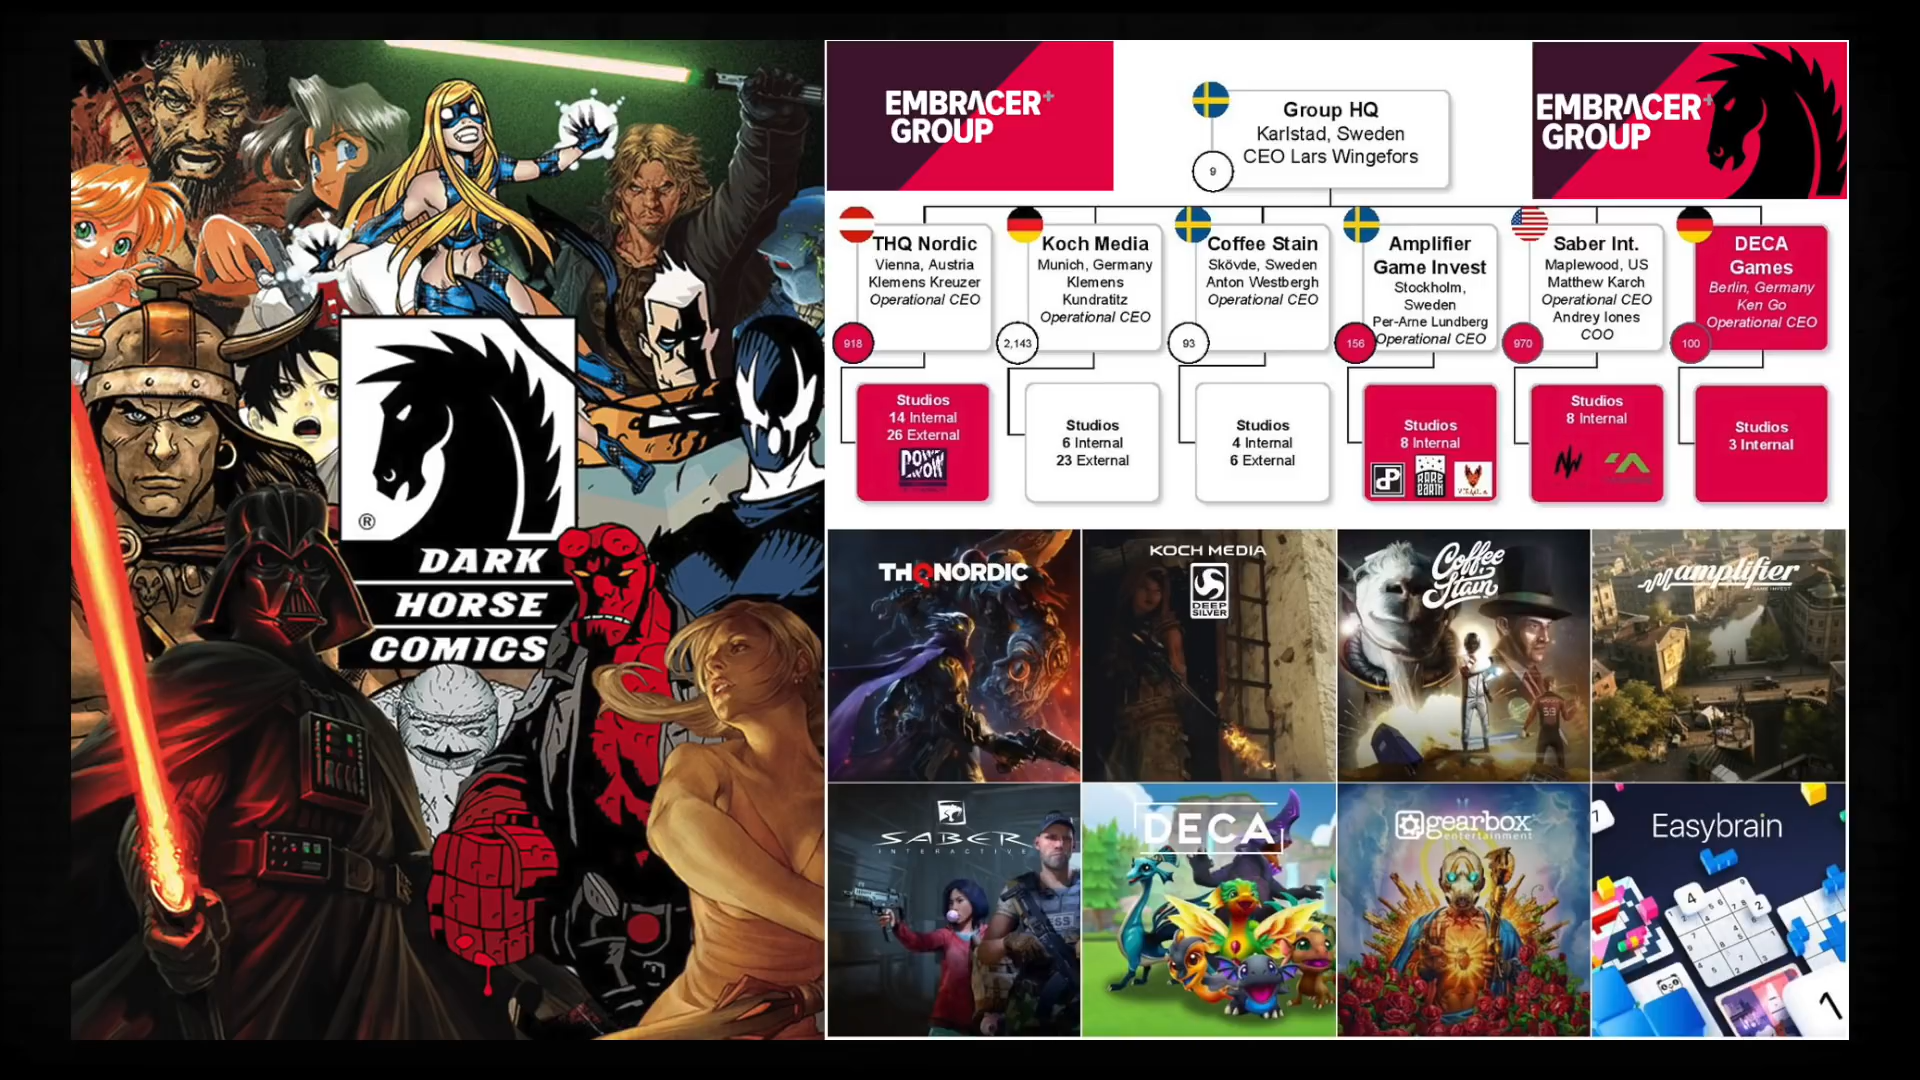 ®
DARK
HORSE
COMICS
EMBRACER+
GROUP
Group HQ
Karlstad, Sweden
CEO Lars Wingefors
9
EMBRACER+
GROUP
THQ Nordic
Vienna, Austria
Klemens Kreuzer
Operational CEO
918
Koch Media
Munich, Germany
Klemens
Kundratitz
Operational CEO
2,143
Coffee Stain
Skövde, Sweden
Anton Westbergh
Operational CEO
93
Amplifier
Game Invest
Stockholm,
Sweden
Per-Arne Lundberg
Operational CEO
156
Saber Int.
Maplewood, US
Matthew Karch
Operational CEO
Andrey Iones
COO
970
DECA
Games
Berlin, Germany
Ken Go
Operational CEO
100
Studios
14 Internal
26 External
POW
WOW
Studios
6 Internal
23 External
Studios
4 Internal
6 External
Studios
8 Internal
RARE
EARTH
Studios
8 Internal
Studios
3 Internal
THQ NORDIC
KOCH MEDIA
DEEP
SILVER
Coffee
Stain
amplifier
GAME INVEST
SABER
INTERACTIVE
DECA
gearbox
entertainment
Easybrain